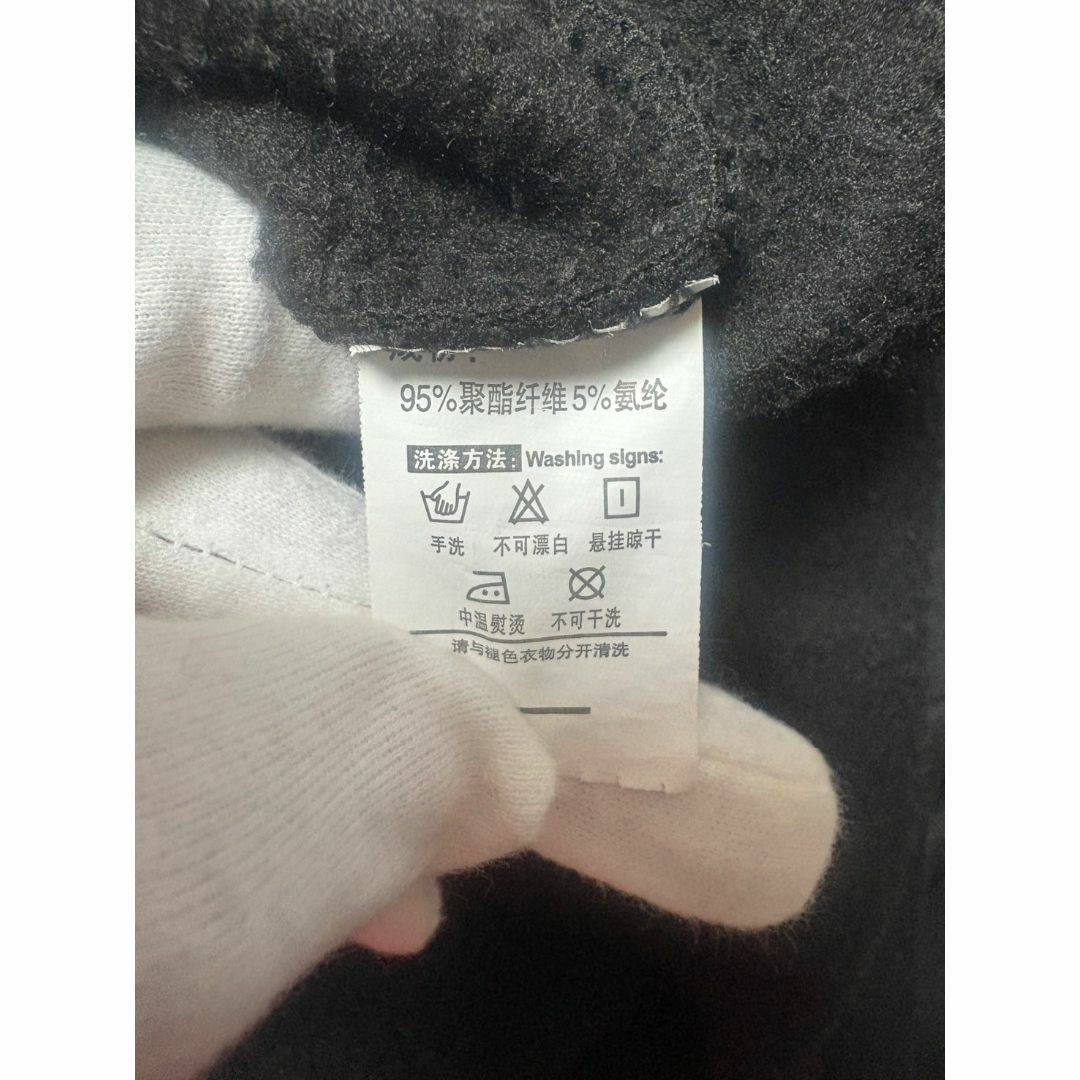 95%聚酯纤维5%氨纶
洗涤方法: Washing signs:
手洗 不可漂白 悬挂晾干
中温熨烫 不可干洗
请与褪色衣物分开清洗